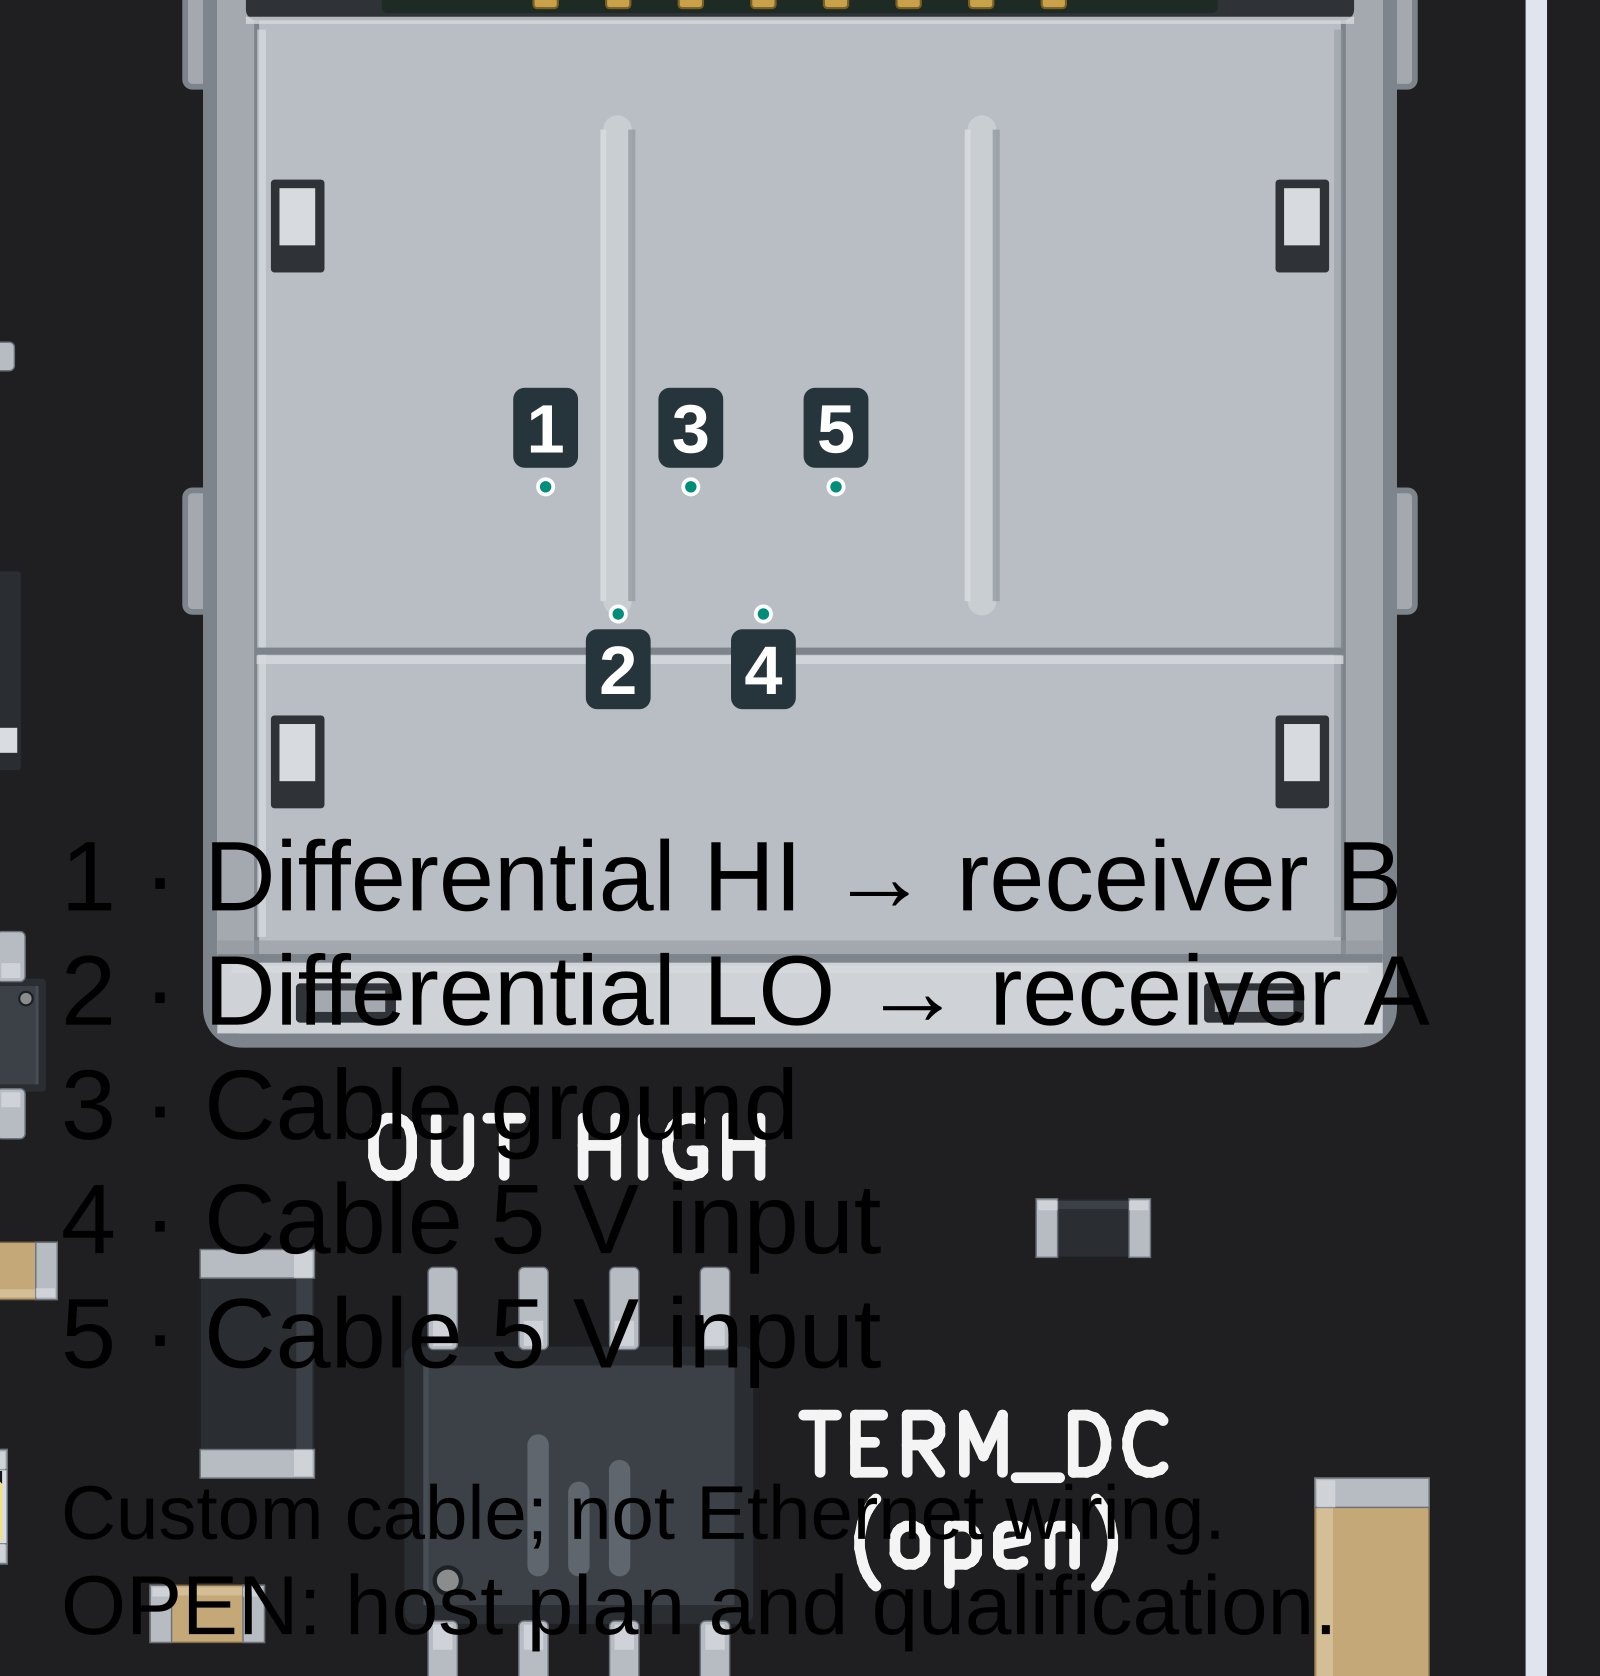 1 3 5
2 4
1 · Differential HI → receiver B
2 · Differential LO → receiver A
3 · Cable ground
OUT HIGH
4 · Cable 5 V input
5 · Cable 5 V input
TERM_DC
Custom cable; not Ethernet wiring.
(open)
OPEN: host plan and qualification.